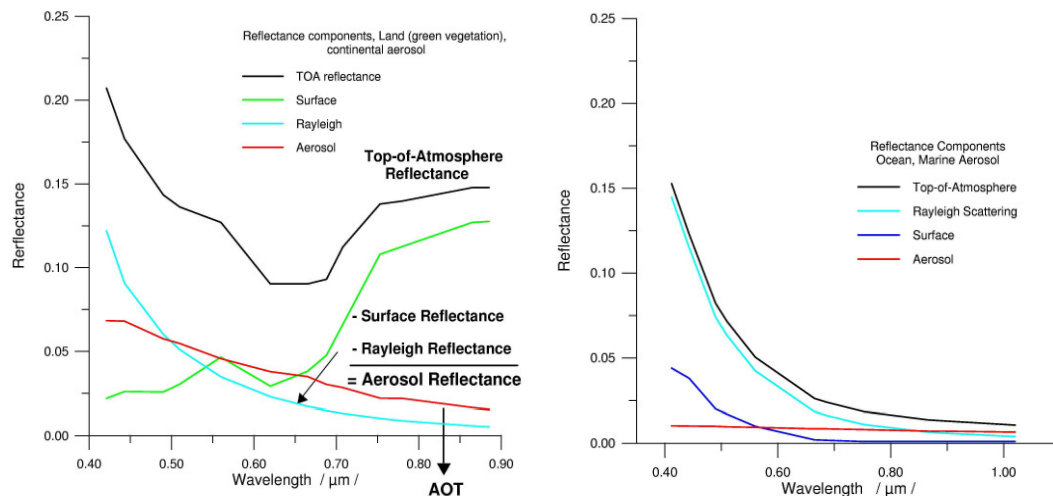 0.25
0.20
0.15
0.10
0.05
0.00
Rerflectance
Reflectance components, Land (green vegetation),
continental aerosol
TOA reflectance
Surface
Rayleigh
Aerosol
Top-of-Atmosphere
Reflectance
- Surface Reflectance
- Rayleigh Reflectance
= Aerosol Reflectance
0.40 0.50 0.60 0.70 0.80 0.90
Wavelength / µm /
AOT
0.25
0.20
0.15
0.10
0.05
0.00
Reflectance
Reflectance Components
Ocean, Marine Aerosol
Top-of-Atmosphere
Rayleigh Scattering
Surface
Aerosol
0.40 0.60 0.80 1.00
Wavelength / µm /